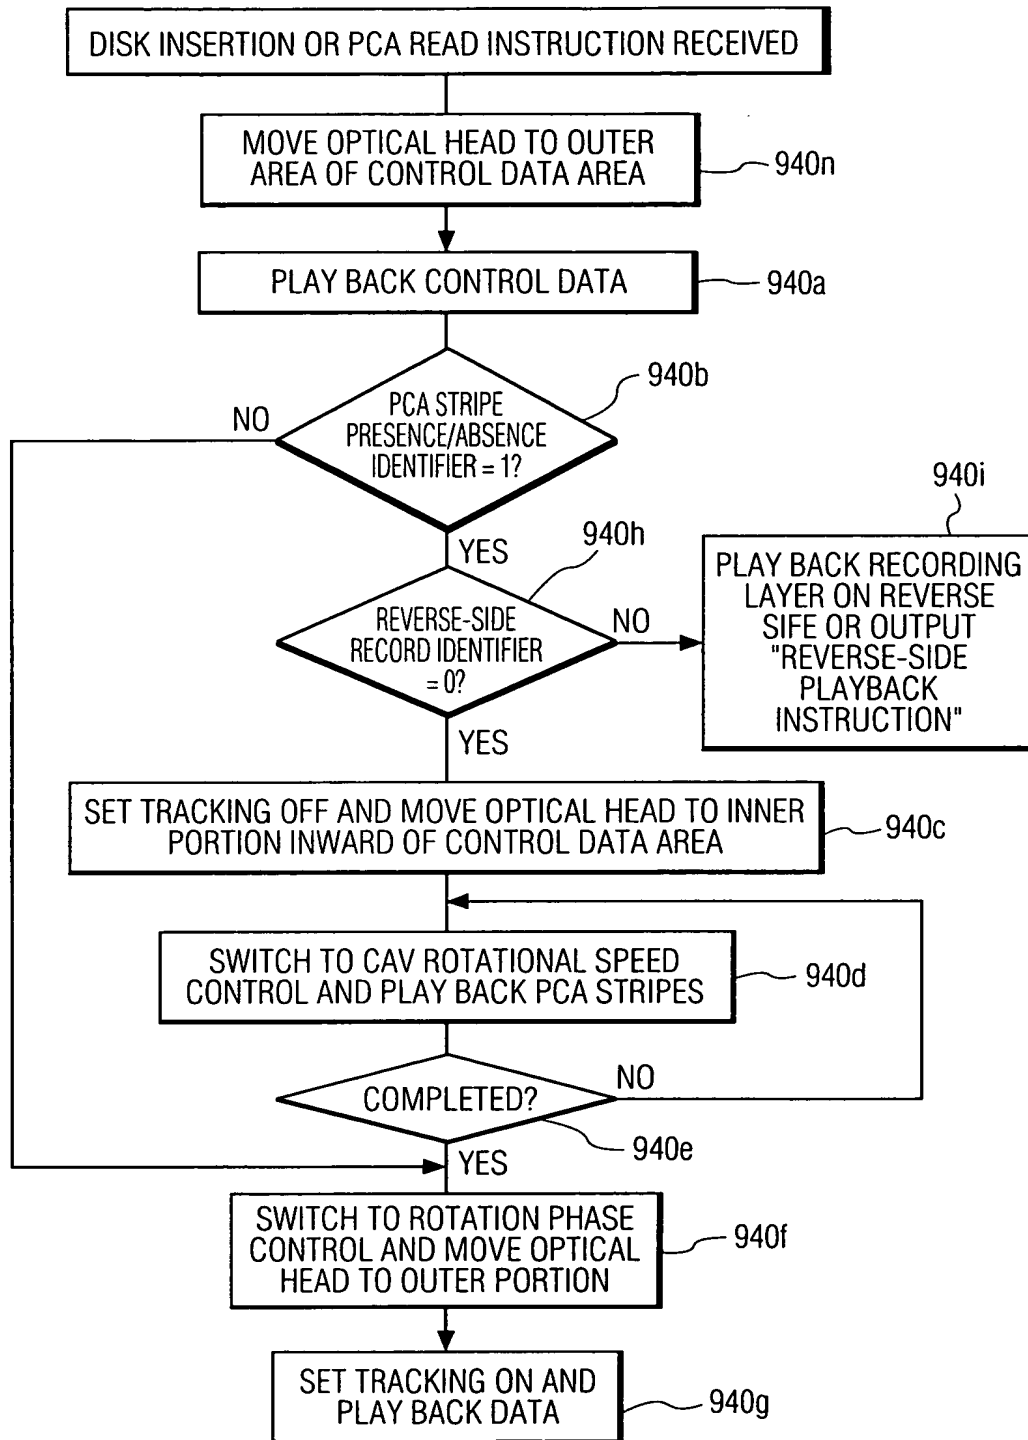 DISK INSERTION OR PCA READ INSTRUCTION RECEIVED
MOVE OPTICAL HEAD TO OUTER
AREA OF CONTROL DATA AREA
940n
PLAY BACK CONTROL DATA
940a
940b
PCA STRIPE
PRESENCE/ABSENCE
IDENTIFIER = 1?
NO
YES
940h
REVERSE-SIDE
RECORD IDENTIFIER
= 0?
NO
940i
PLAY BACK RECORDING
LAYER ON REVERSE
SIFE OR OUTPUT
"REVERSE-SIDE
PLAYBACK
INSTRUCTION"
YES
SET TRACKING OFF AND MOVE OPTICAL HEAD TO INNER
PORTION INWARD OF CONTROL DATA AREA
940c
SWITCH TO CAV ROTATIONAL SPEED
CONTROL AND PLAY BACK PCA STRIPES
940d
COMPLETED?
NO
940e
YES
SWITCH TO ROTATION PHASE
CONTROL AND MOVE OPTICAL
HEAD TO OUTER PORTION
940f
SET TRACKING ON AND
PLAY BACK DATA
940g